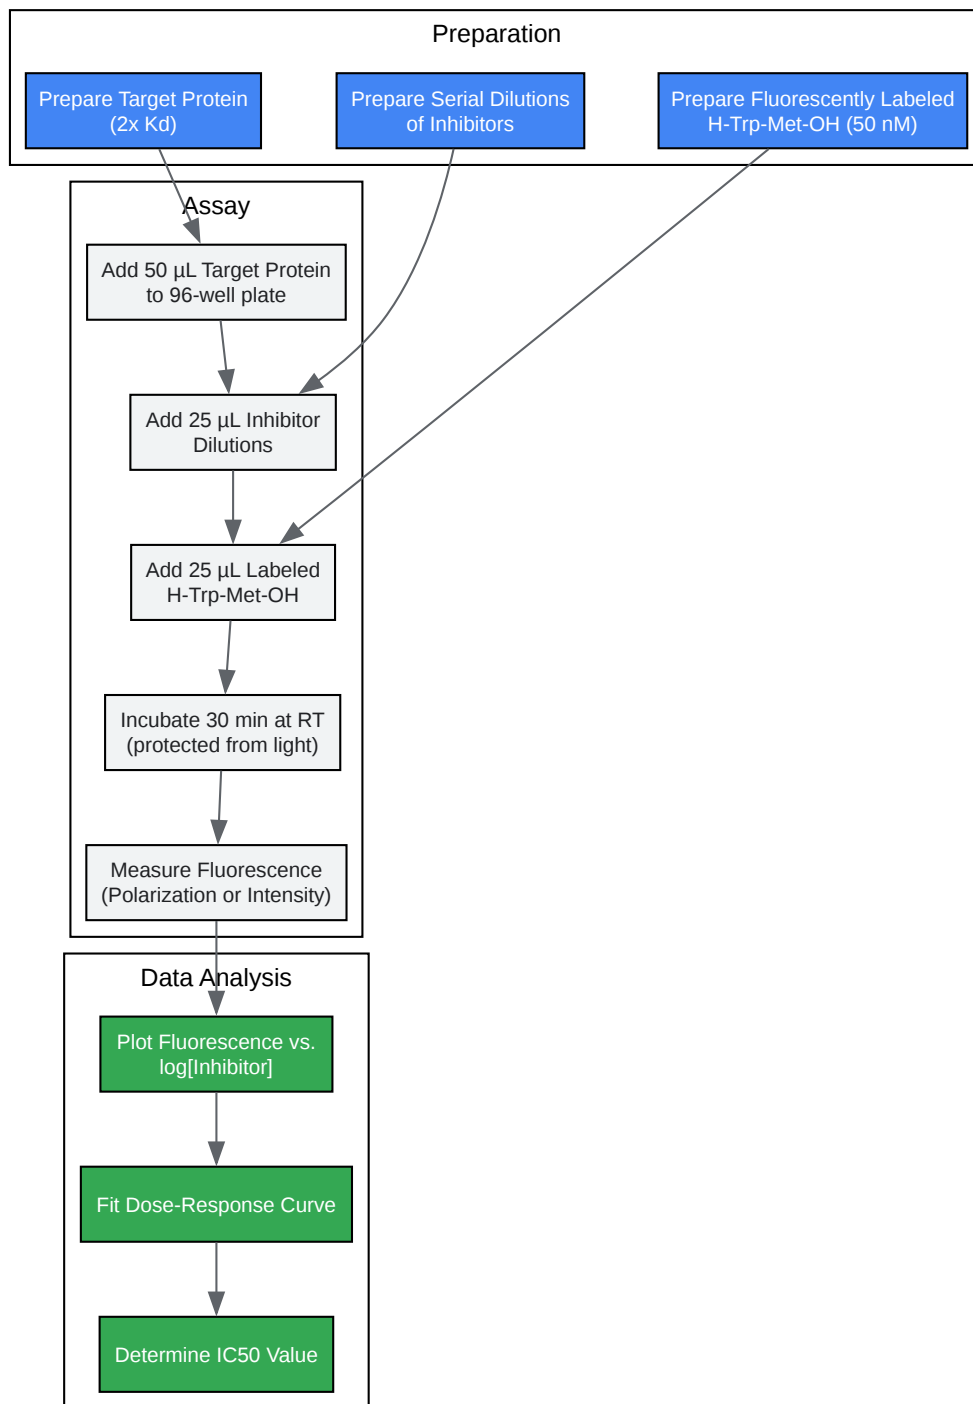 Preparation
Prepare Target Protein
(2x Kd)
Prepare Serial Dilutions
of Inhibitors
Prepare Fluorescently Labeled
H-Trp-Met-OH (50 nM)
Assay
Add 50 µL Target Protein
to 96-well plate
Add 25 µL Inhibitor
Dilutions
Add 25 µL Labeled
H-Trp-Met-OH
Incubate 30 min at RT
(protected from light)
Measure Fluorescence
(Polarization or Intensity)
Data Analysis
Plot Fluorescence vs.
log[Inhibitor]
Fit Dose-Response Curve
Determine IC50 Value